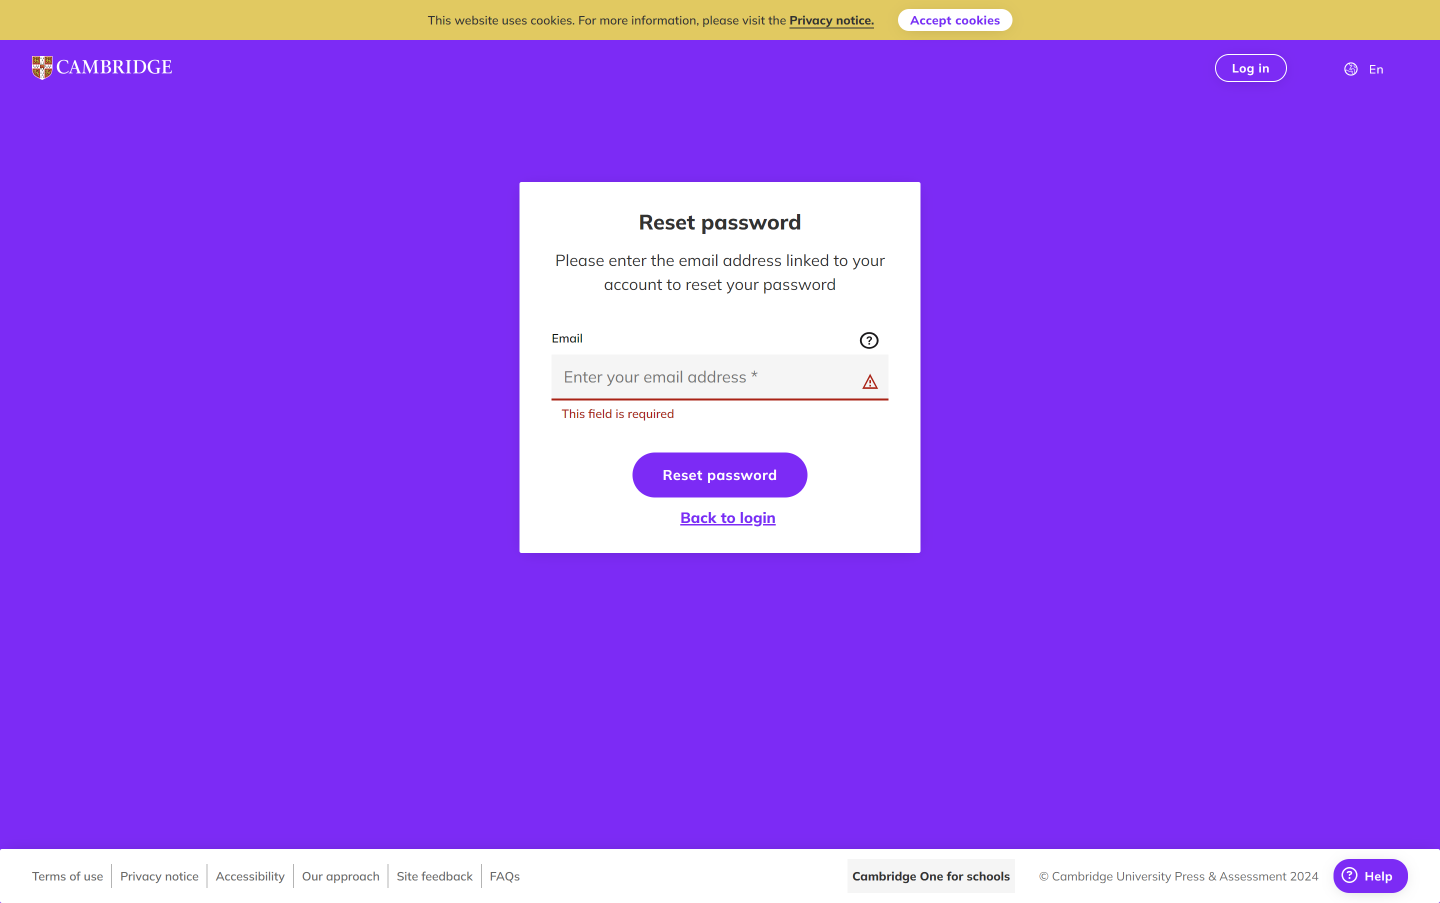 This website uses cookies. For more information, please visit the Privacy notice. Accept cookies
CAMBRIDGE
Log in
En
Reset password
Please enter the email address linked to your
account to reset your password
Email
Enter your email address *
This field is required
Reset password
Back to login
Terms of use
Privacy notice
Accessibility
Our approach
Site feedback
FAQs
Cambridge One for schools
© Cambridge University Press & Assessment 2024
Help